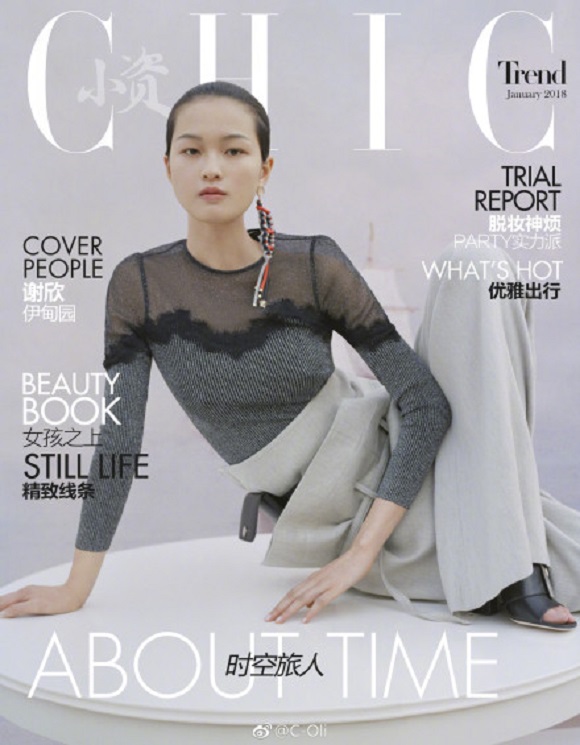 CHIC
小资
Trend
January 2018
TRIAL
REPORT
脱妆神烦
PARTY实力派
WHAT'S HOT
优雅出行
COVER
PEOPLE
谢欣
伊甸园
BEAUTY
BOOK
女孩之上
STILL LIFE
精致线条
ABOUT TIME
时空旅人
@C-Oli